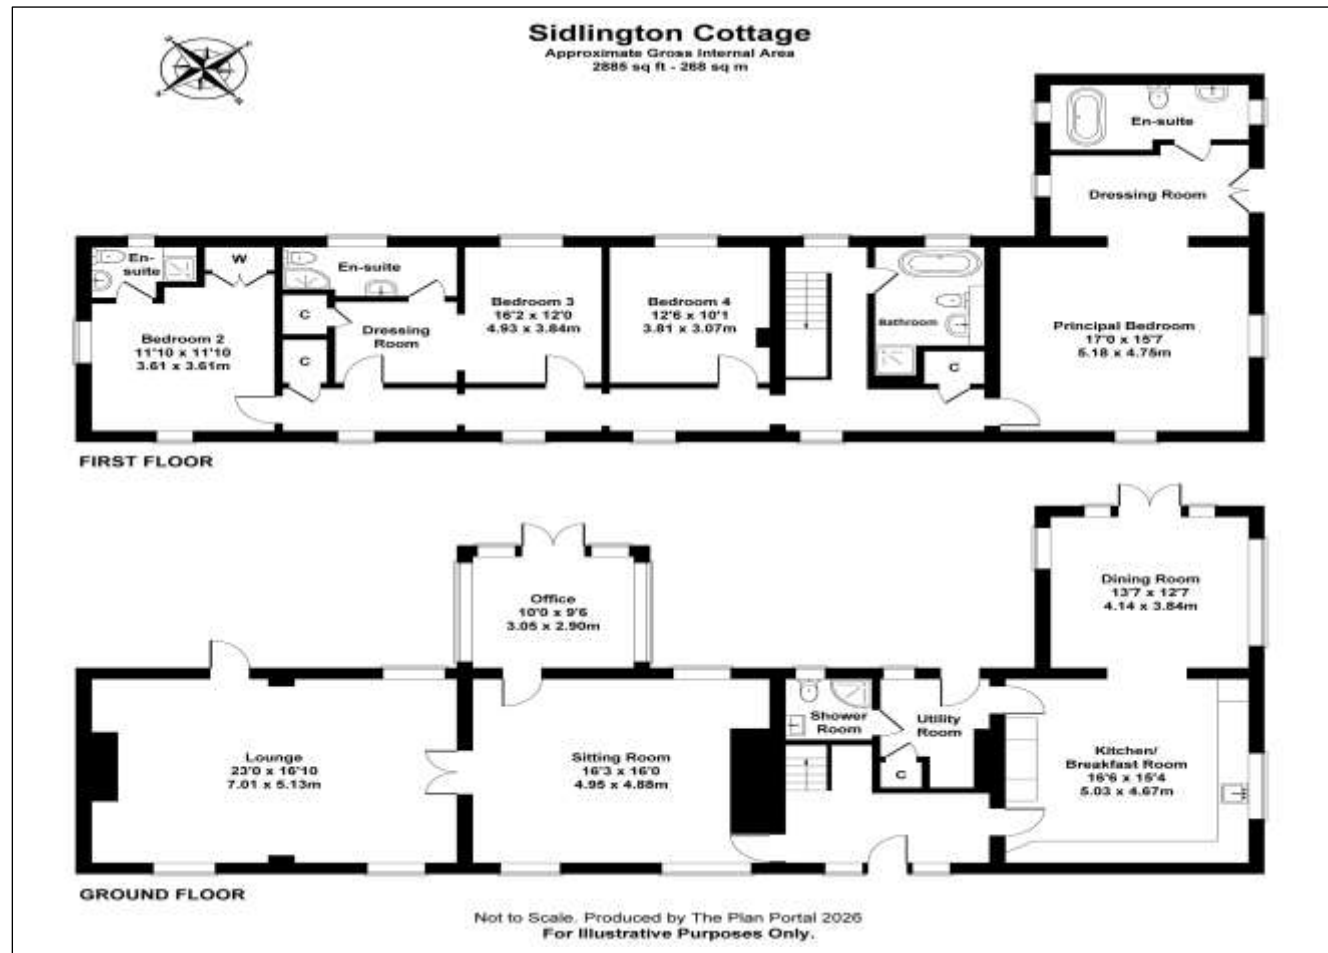 Sidlington Cottage
Approximate Gross Internal Area
2885 sq ft - 268 sq m
En-suite
Dressing Room
En-
suite
W
En-suite
C
Dressing
Room
C
Bedroom 2
11'10 x 11'10
3.61 x 3.61m
Bedroom 3
16'2 x 12'0
4.93 x 3.84m
Bedroom 4
12'6 x 10'1
3.81 x 3.07m
Bathroom
C
Principal Bedroom
17'0 x 15'7
5.18 x 4.75m
FIRST FLOOR
Office
10'0 x 9'6
3.05 x 2.90m
Dining Room
13'7 x 12'7
4.14 x 3.84m
Lounge
23'0 x 16'10
7.01 x 5.13m
Sitting Room
16'3 x 16'0
4.95 x 4.88m
Shower
Room
Utility
Room
C
Kitchen/
Breakfast Room
16'6 x 15'4
5.03 x 4.67m
GROUND FLOOR
Not to Scale. Produced by The Plan Portal 2026
For Illustrative Purposes Only.